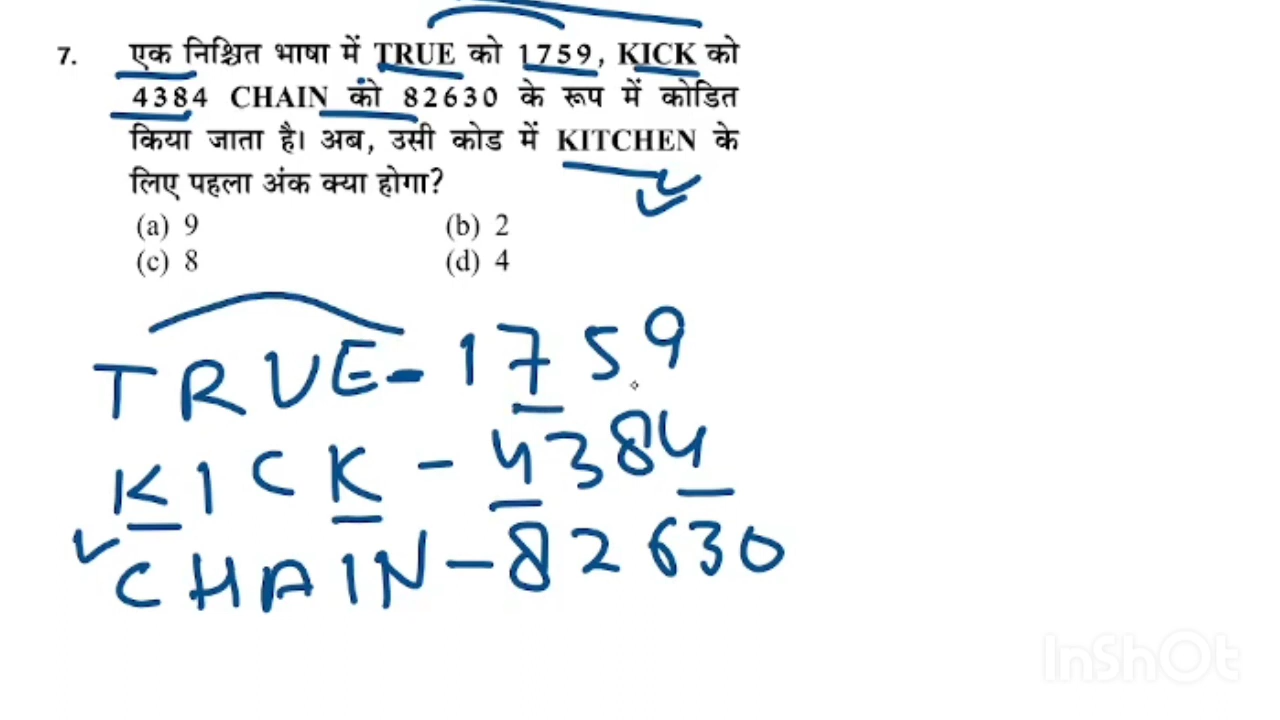 7. एक निश्चित भाषा में TRUE को 1759, KICK को
4384 CHAIN को 82630 के रूप में कोडित
किया जाता है। अब, उसी कोड में KITCHEN के
लिए पहला अंक क्या होगा?
(a) 9 (b) 2
(c) 8 (d) 4
TRUE - 1759
KICK - 4384
CHAIN - 82630
InShOt